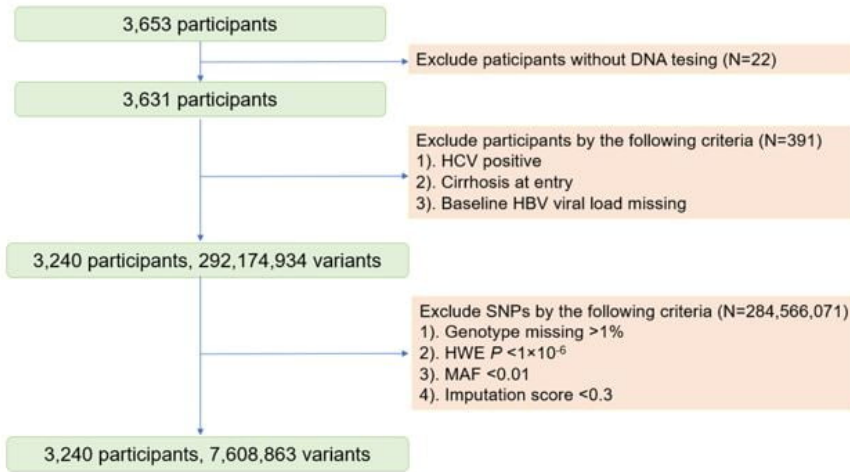 3,653 participants
Exclude paticipants without DNA tesing (N=22)
3,631 participants
Exclude participants by the following criteria (N=391)
1). HCV positive
2). Cirrhosis at entry
3). Baseline HBV viral load missing
3,240 participants, 292,174,934 variants
Exclude SNPs by the following criteria (N=284,566,071)
1). Genotype missing >1%
2). HWE P <1×10⁻⁶
3). MAF <0.01
4). Imputation score <0.3
3,240 participants, 7,608,863 variants